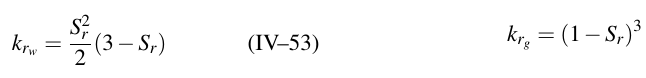 k_{r_w} = \frac{S_r^2}{2}(3 − S_r) (IV–53) k_{r_g} = (1 − S_r)^3